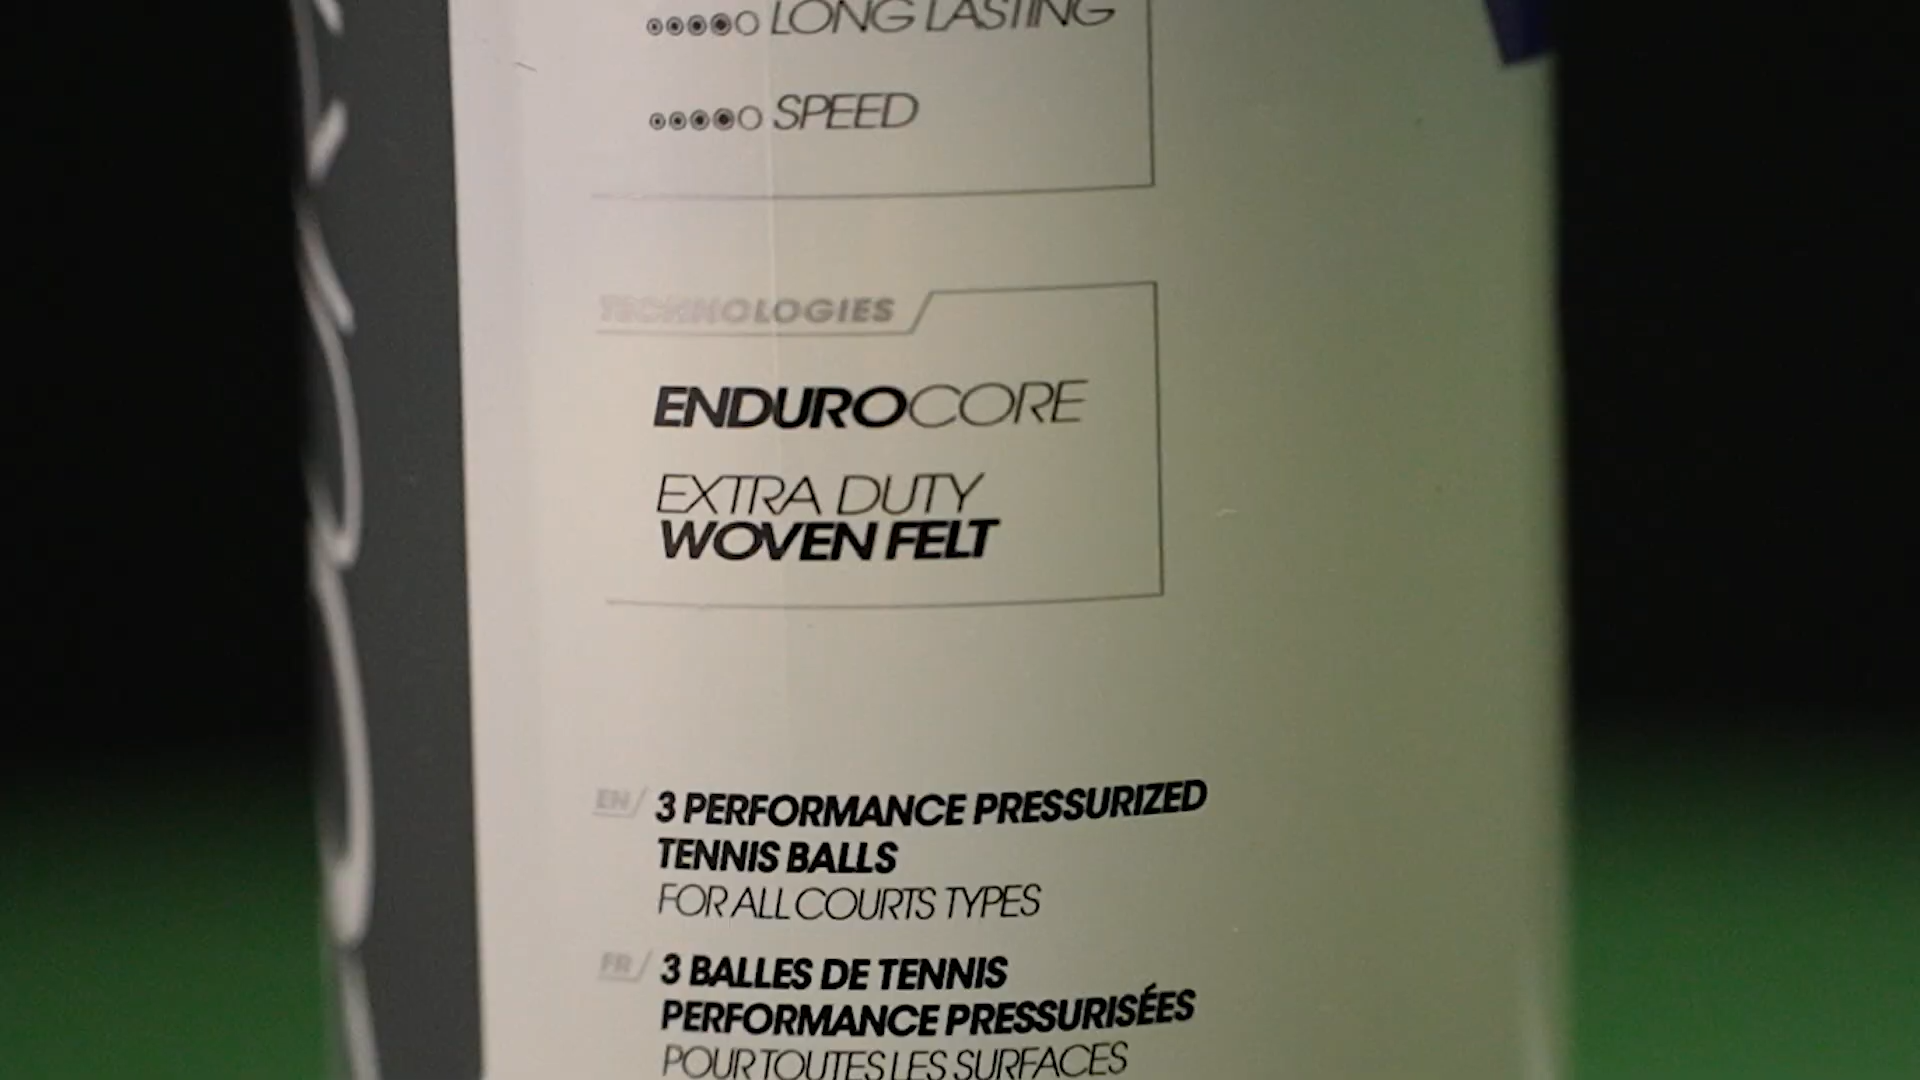 LONG LASTING
SPEED
TECHNOLOGIES
ENDUROCORE
EXTRA DUTY
WOVEN FELT
EN/ 3 PERFORMANCE PRESSURIZED
TENNIS BALLS
FOR ALL COURTS TYPES
FR/ 3 BALLES DE TENNIS
PERFORMANCE PRESSURISÉES
POUR TOUTES LES SURFACES